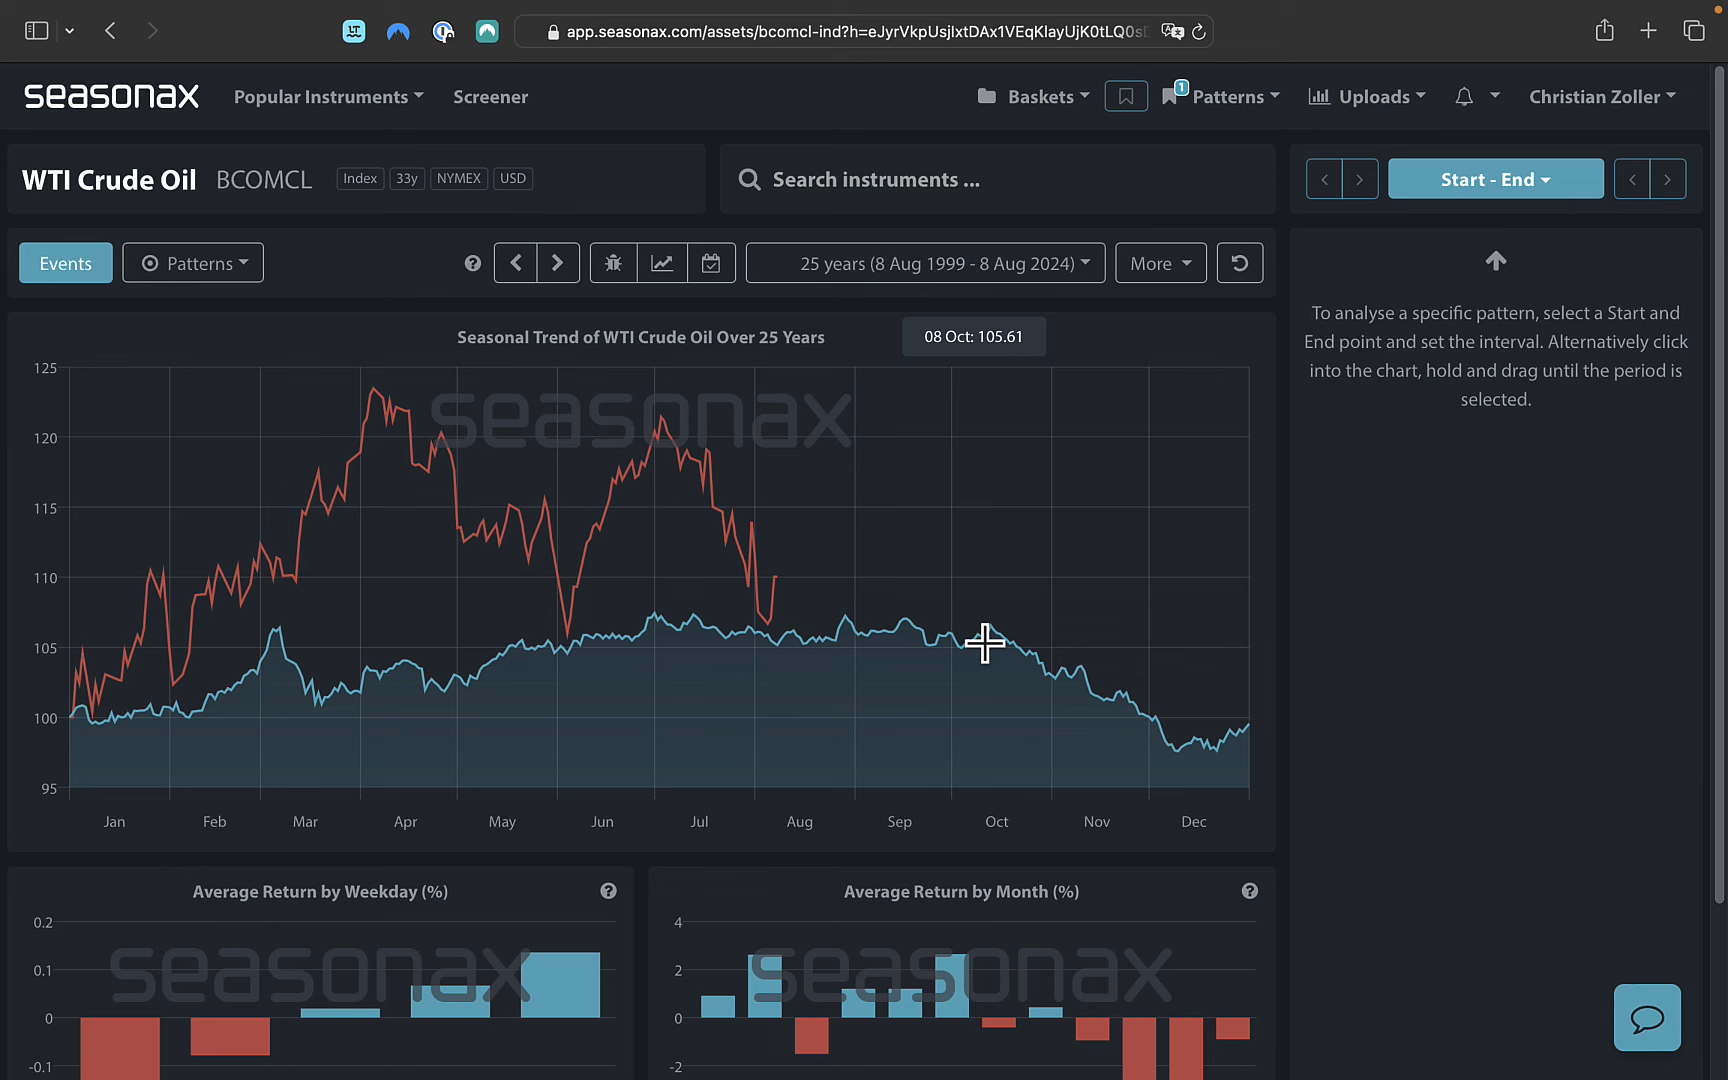 app.seasonax.com/assets/bcomcl-ind?h=eJyrVkpUsjIxtDAx1VEqKlayUjK0tLQ0s
seasonax Popular Instruments Screener Baskets 1 Patterns Uploads Christian Zoller
WTI Crude Oil BCOMCL Index 33y NYMEX USD Search instruments ... Start - End
Events Patterns 25 years (8 Aug 1999 - 8 Aug 2024) More
To analyse a specific pattern, select a Start and
End point and set the interval. Alternatively click
into the chart, hold and drag until the period is
selected.
Seasonal Trend of WTI Crude Oil Over 25 Years
08 Oct: 105.61
seasonax
125
120
115
110
105
100
95
Jan Feb Mar Apr May Jun Jul Aug Sep Oct Nov Dec
Average Return by Weekday (%)
seasonax
0.2
0.1
0
-0.1
Average Return by Month (%)
seasonax
4
2
0
-2